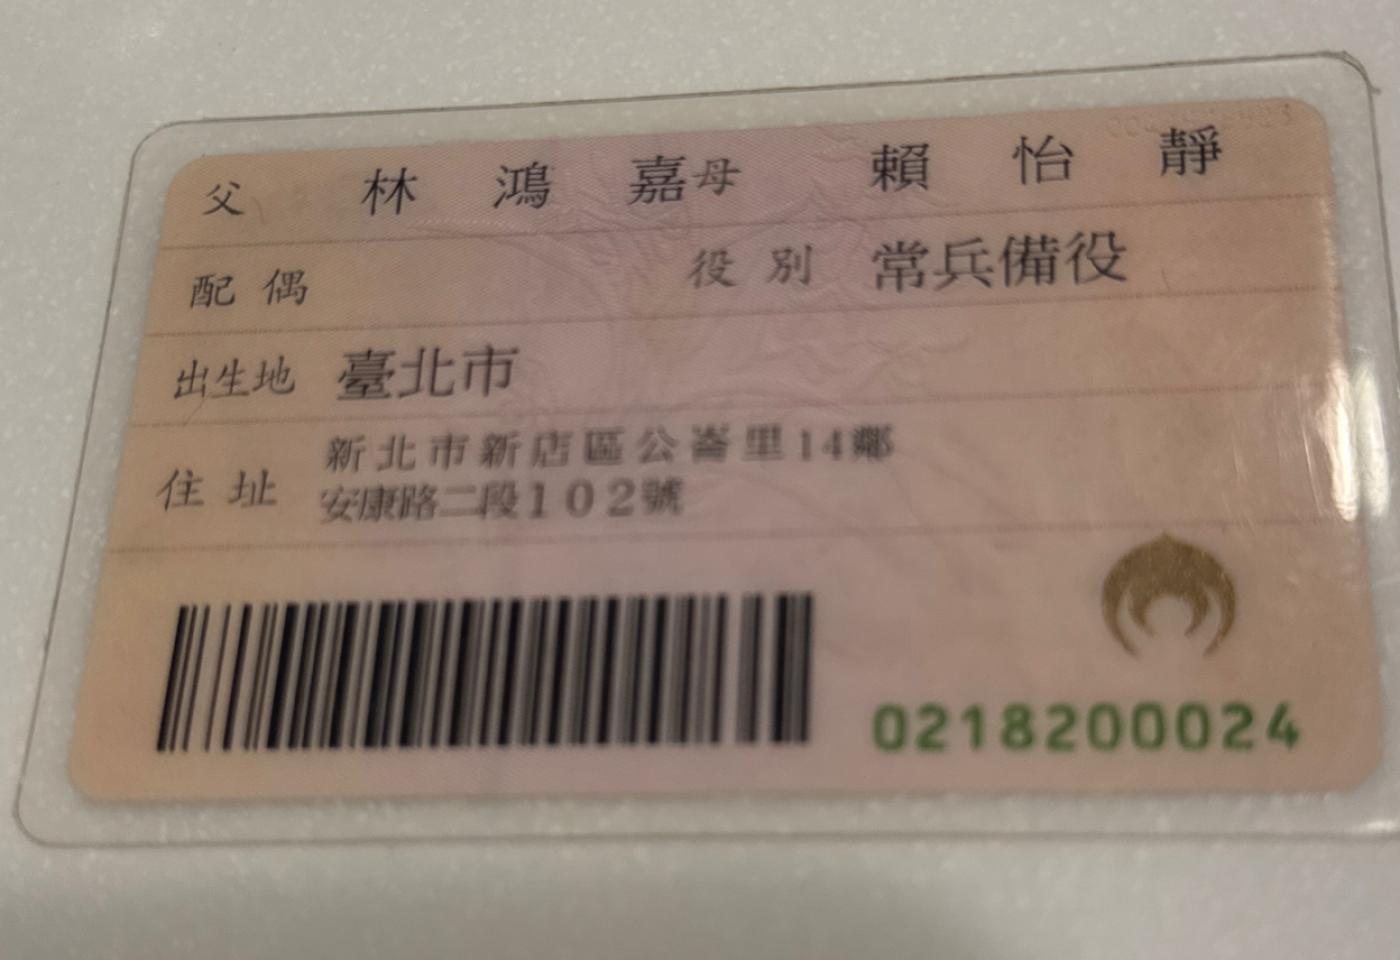 父 林鴻嘉 母 賴怡靜
配偶 役別 常兵備役
出生地 臺北市
住址 新北市新店區公崙里14鄰
安康路二段102號
0218200024